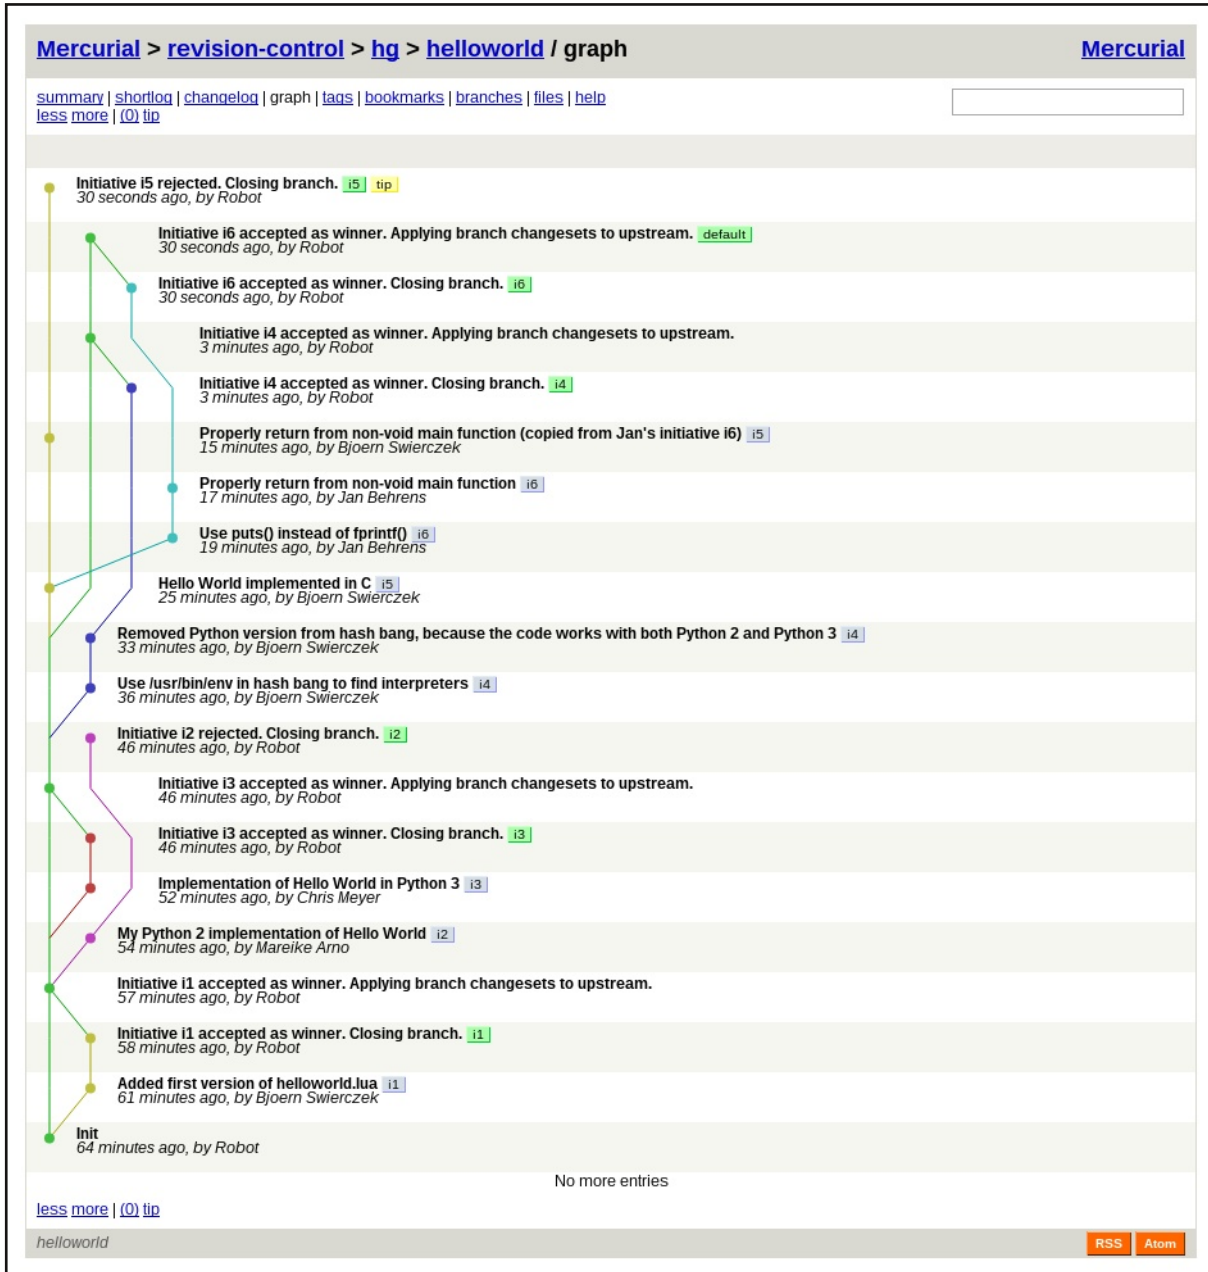 Mercurial > revision-control > hg > helloworld / graph
Mercurial
summary | shortlog | changelog | graph | tags | bookmarks | branches | files | help
less more | (0) tip
Initiative i5 rejected. Closing branch. i5 tip
30 seconds ago, by Robot
Initiative i6 accepted as winner. Applying branch changesets to upstream. default
30 seconds ago, by Robot
Initiative i6 accepted as winner. Closing branch. i6
30 seconds ago, by Robot
Initiative i4 accepted as winner. Applying branch changesets to upstream.
3 minutes ago, by Robot
Initiative i4 accepted as winner. Closing branch. i4
3 minutes ago, by Robot
Properly return from non-void main function (copied from Jan's initiative i6) i5
15 minutes ago, by Bjoern Swierczek
Properly return from non-void main function i6
17 minutes ago, by Jan Behrens
Use puts() instead of fprintf() i6
19 minutes ago, by Jan Behrens
Hello World implemented in C i5
25 minutes ago, by Bjoern Swierczek
Removed Python version from hash bang, because the code works with both Python 2 and Python 3 i4
33 minutes ago, by Bjoern Swierczek
Use /usr/bin/env in hash bang to find interpreters i4
36 minutes ago, by Bjoern Swierczek
Initiative i2 rejected. Closing branch. i2
46 minutes ago, by Robot
Initiative i3 accepted as winner. Applying branch changesets to upstream.
46 minutes ago, by Robot
Initiative i3 accepted as winner. Closing branch. i3
46 minutes ago, by Robot
Implementation of Hello World in Python 3 i3
52 minutes ago, by Chris Meyer
My Python 2 implementation of Hello World i2
54 minutes ago, by Mareike Arno
Initiative i1 accepted as winner. Applying branch changesets to upstream.
57 minutes ago, by Robot
Initiative i1 accepted as winner. Closing branch. i1
58 minutes ago, by Robot
Added first version of helloworld.lua i1
61 minutes ago, by Bjoern Swierczek
Init
64 minutes ago, by Robot
No more entries
less more | (0) tip
helloworld
RSS Atom